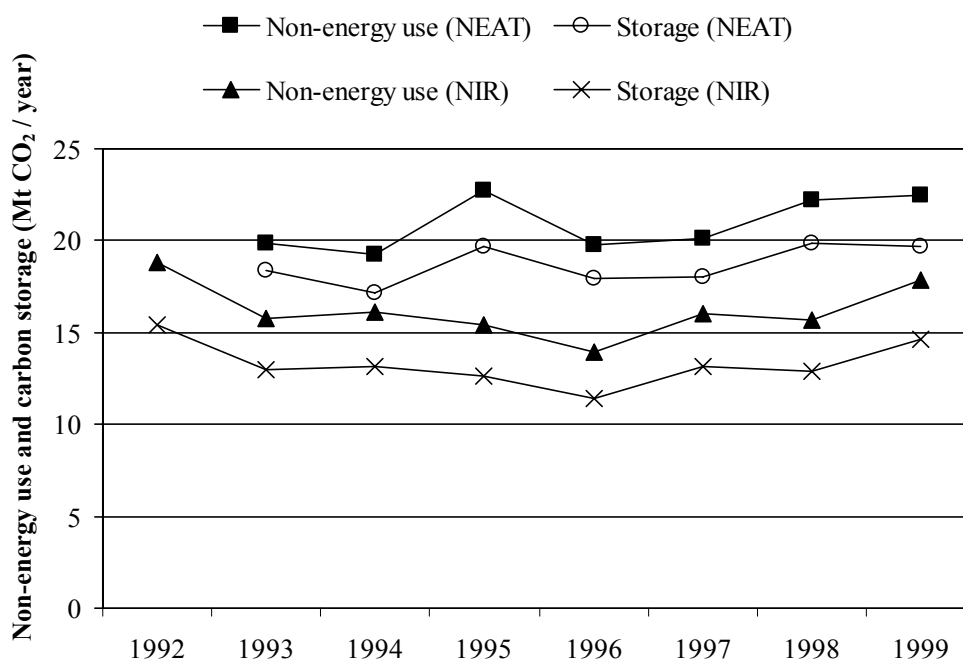 Non-energy use (NEAT)
Storage (NEAT)
Non-energy use (NIR)
Storage (NIR)
Non-energy use and carbon storage (Mt CO₂ / year)
25
20
15
10
5
0
1992 1993 1994 1995 1996 1997 1998 1999